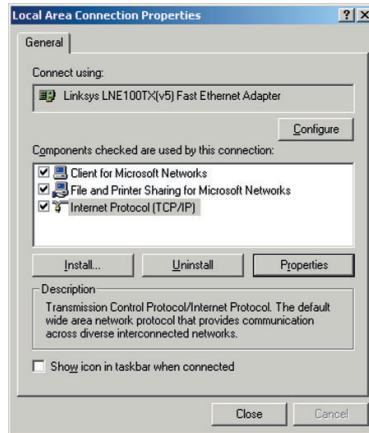 Local Area Connection Properties
General
Connect using:
Linksys LNE100TX(v5) Fast Ethernet Adapter
Configure
Components checked are used by this connection:
Client for Microsoft Networks
File and Printer Sharing for Microsoft Networks
Internet Protocol (TCP/IP)
Install... Uninstall Properties
Description
Transmission Control Protocol/Internet Protocol. The default
wide area network protocol that provides communication
across diverse interconnected networks.
Show icon in taskbar when connected
Close Cancel